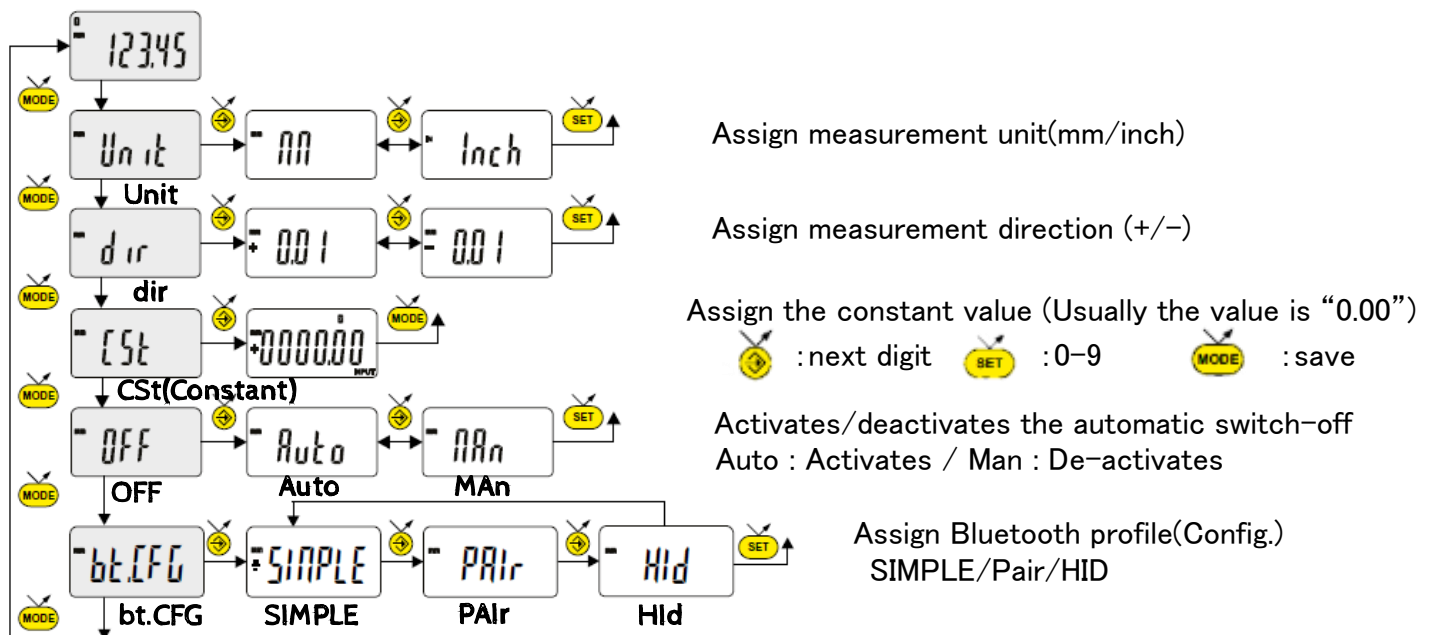 0
123.45
MODE
Unit mm Inch SET
Assign measurement unit(mm/inch)
MODE Unit
dir + 0.01 - 0.01 SET
Assign measurement direction (+/-)
MODE dir
Assign the constant value (Usually the value is “0.00”)
CSt +0000.00 INPUT MODE
:next digit SET :0-9 MODE :save
MODE CSt(Constant)
OFF Auto MAn SET
Activates/deactivates the automatic switch-off
Auto : Activates / Man : De-activates
MODE OFF Auto MAn
bt.CFG SIMPLE PAIr HId SET
Assign Bluetooth profile(Config.)
SIMPLE/Pair/HID
MODE bt.CFG SIMPLE PAIr HId